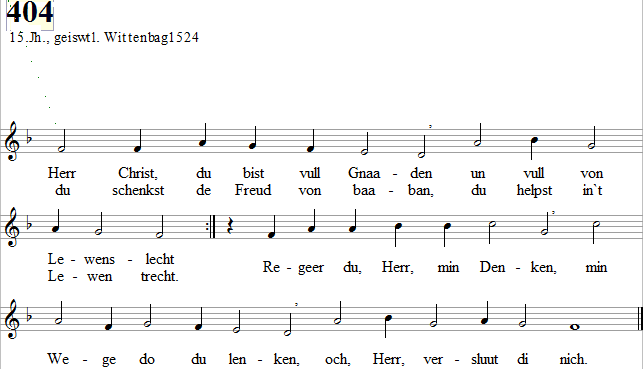 404
15.Jh., geiswtl. Wittenbag1524
Herr Christ, du bist vull Gnaa - den un vull von
du schenkst de Freud von baa - ban, du helpst in`t
Le - wens - lecht
Le - wen trecht.
Re - geer du, Herr, min Den - ken, min
We - ge do du len - ken, och, Herr, ver - sluut di nich.